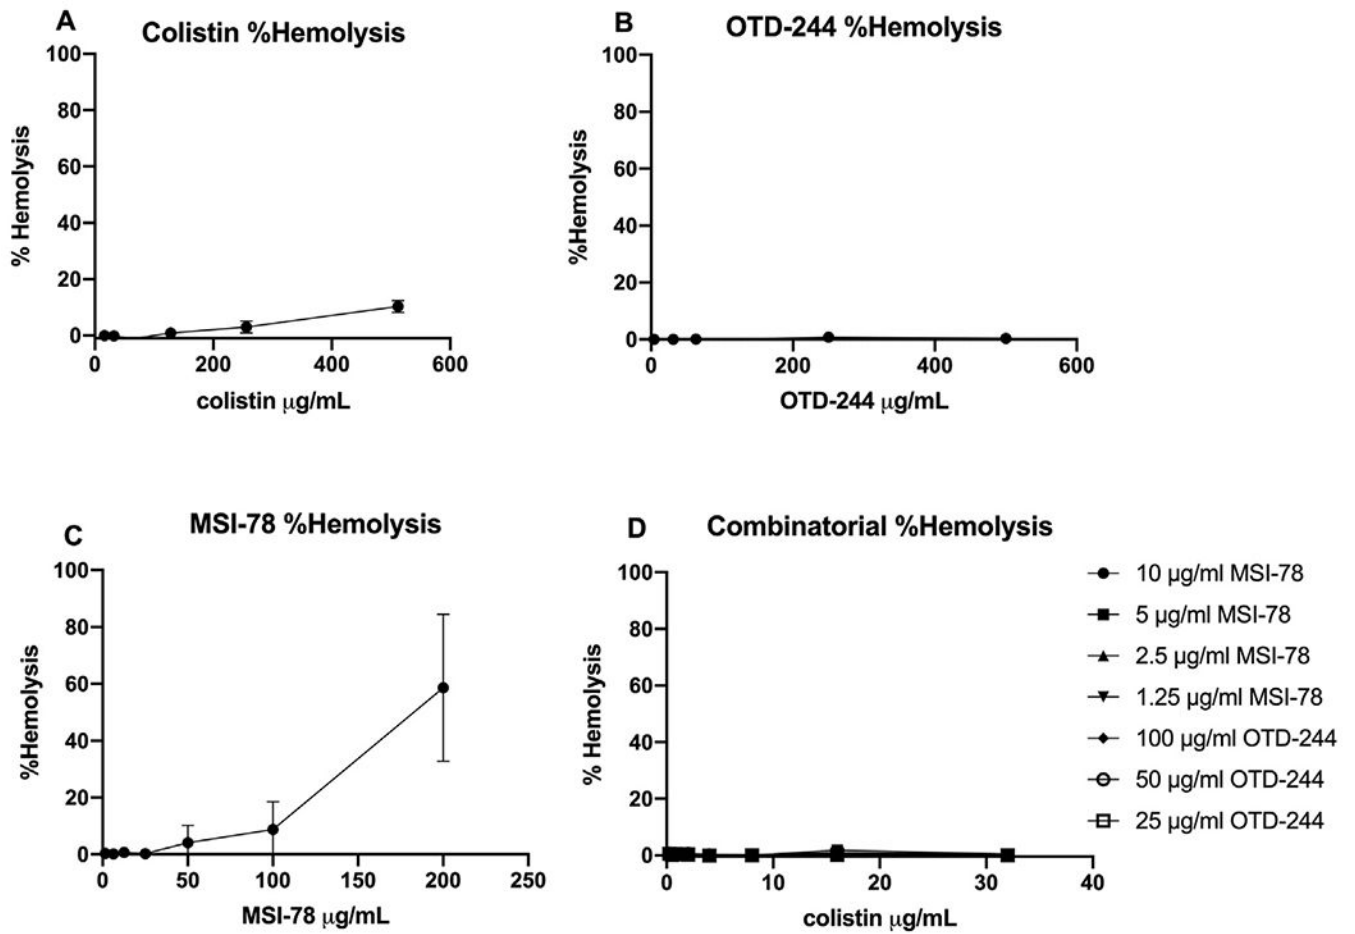 A
Colistin %Hemolysis
100
80
60
40
20
0
% Hemolysis
0 200 400 600
colistin μg/mL
B
OTD-244 %Hemolysis
100
80
60
40
20
0
%Hemolysis
0 200 400 600
OTD-244 μg/mL
C
MSI-78 %Hemolysis
100
80
60
40
20
0
%Hemolysis
0 50 100 150 200 250
MSI-78 μg/mL
D
Combinatorial %Hemolysis
100
80
60
40
20
0
% Hemolysis
0 10 20 30 40
colistin μg/mL
10 μg/ml MSI-78
5 μg/ml MSI-78
2.5 μg/ml MSI-78
1.25 μg/ml MSI-78
100 μg/ml OTD-244
50 μg/ml OTD-244
25 μg/ml OTD-244